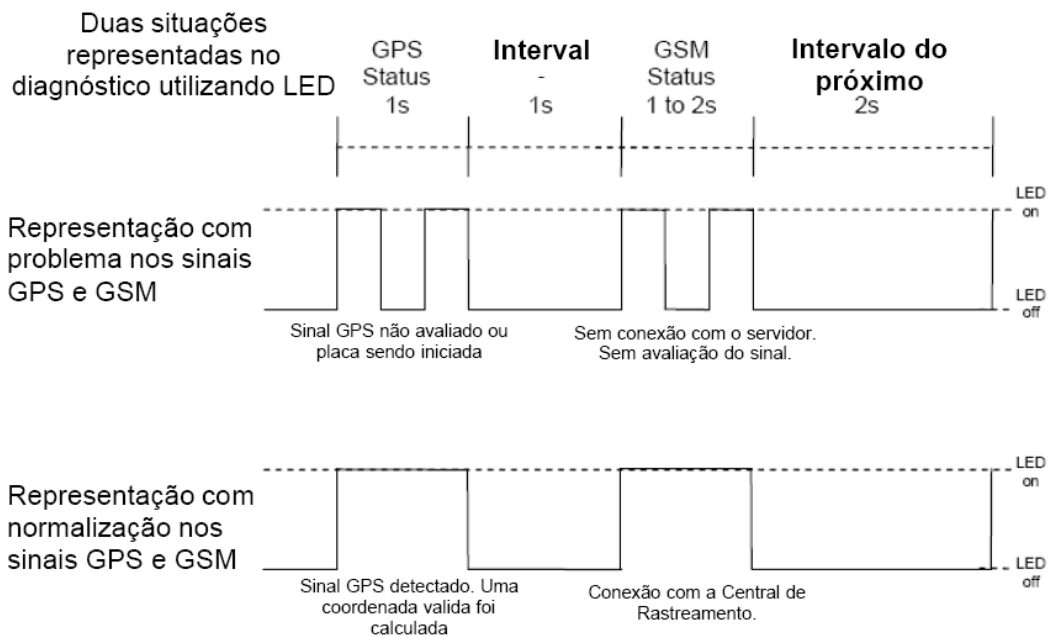 Duas situações
representadas no
diagnóstico utilizando LED
GPS
Status
1s
Interval
-
1s
GSM
Status
1 to 2s
Intervalo do
próximo
2s
Representação com
problema nos sinais
GPS e GSM
LED
on
LED
off
Sinal GPS não avaliado ou
placa sendo iniciada
Sem conexão com o servidor.
Sem avaliação do sinal.
Representação com
normalização nos
sinais GPS e GSM
LED
on
LED
off
Sinal GPS detectado. Uma
coordenada valida foi
calculada
Conexão com a Central de
Rastreamento.